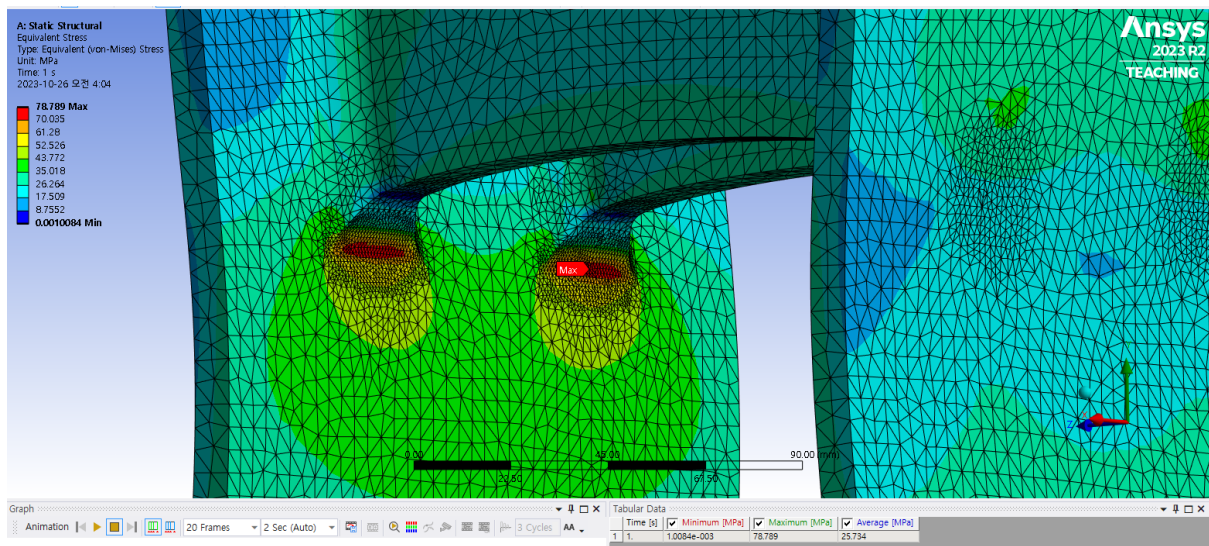 A: Static Structural
Equivalent Stress
Type: Equivalent (von-Mises) Stress
Unit: MPa
Time: 1 s
2023-10-26 오전 4:04
78.789 Max
70.035
61.28
52.526
43.772
35.018
26.264
17.509
8.7552
0.0010084 Min
Ansys
2023 R2
TEACHING
Max
0.00 45.00 90.00 (mm)
22.50 67.50
Z
Graph
Animation 20 Frames 2 Sec (Auto) 3 Cycles AA
Tabular Data
Time [s] Minimum [MPa] Maximum [MPa] Average [MPa]
1 1. 1.0084e-003 78.789 25.734